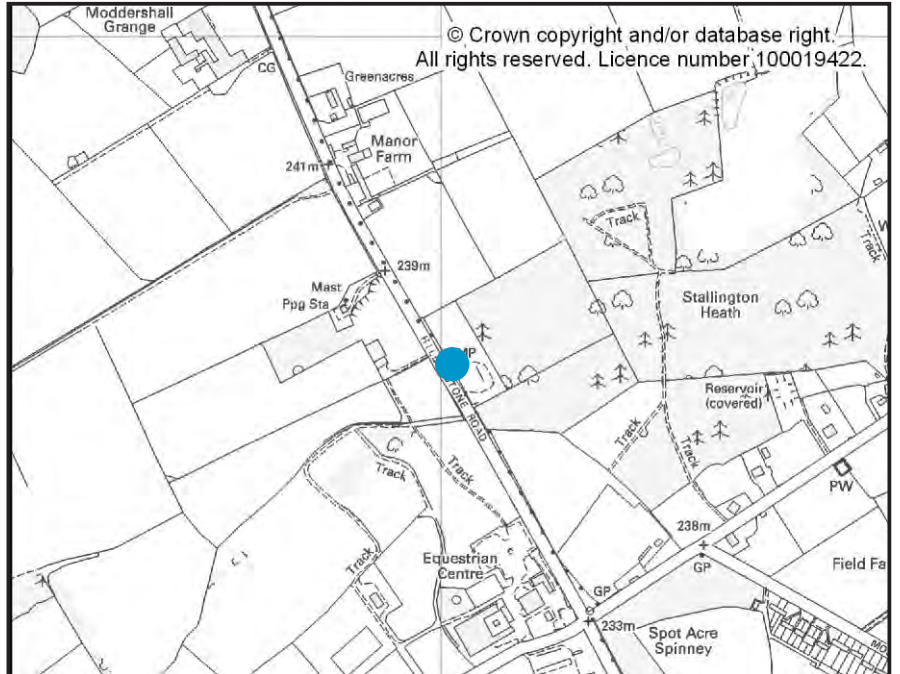 Moddershall
Grange
© Crown copyright and/or database right.
All rights reserved. Licence number 100019422.
CG
Greenacres
Manor
Farm
241m
Track
239m
Mast
Ppg Sta
Stallington
Heath
Track
MP
Reservoir
(covered)
TONE ROAD
Track
Track
Track
Track
PW
238m
Equestrian
Centre
Track
GP
Field Fa
GP
233m
Spot Acre
Spinney